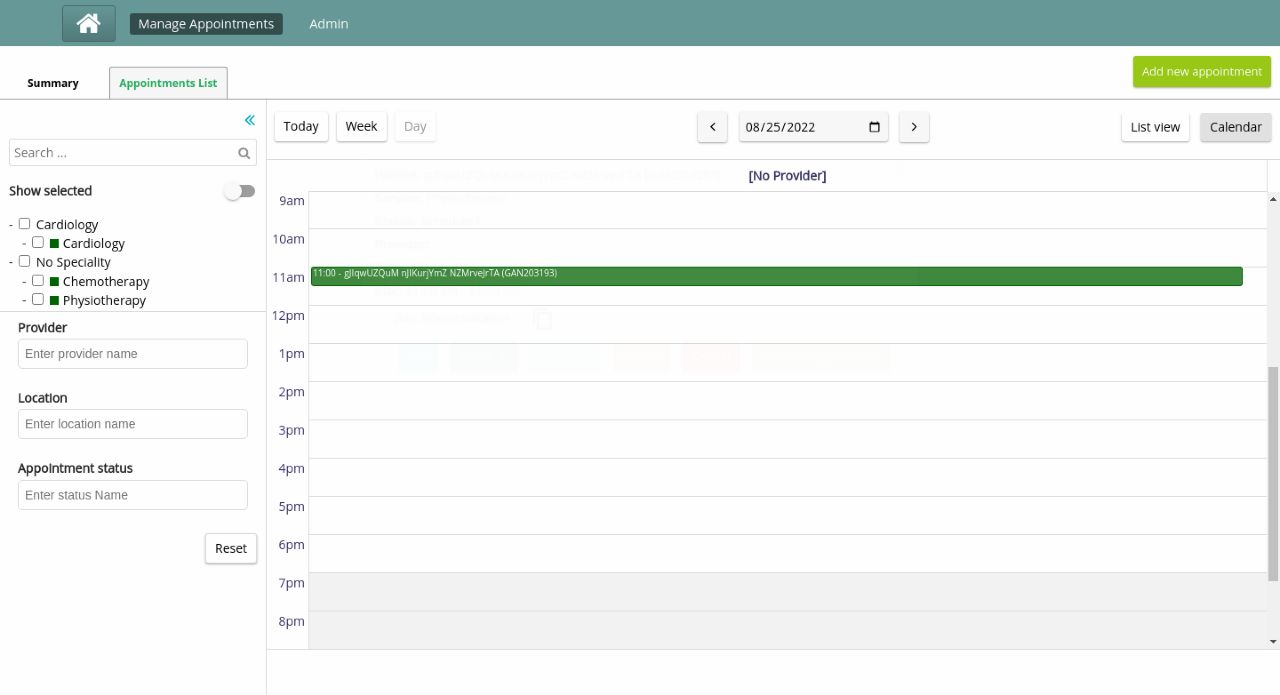 Manage Appointments
Admin
Summary
Appointments List
Add new appointment
Today
Week
Day
08/25/2022
List view
Calendar
Search ...
Show selected
- Cardiology
- Cardiology
- No Speciality
- Chemotherapy
- Physiotherapy
Provider
Enter provider name
Location
Enter location name
Appointment status
Enter status Name
Reset
[No Provider]
9am
10am
11am
11:00 - gJIqwUZQuM nJIKurjYmZ NZMrveJrTA (GAN203193)
12pm
1pm
2pm
3pm
4pm
5pm
6pm
7pm
8pm